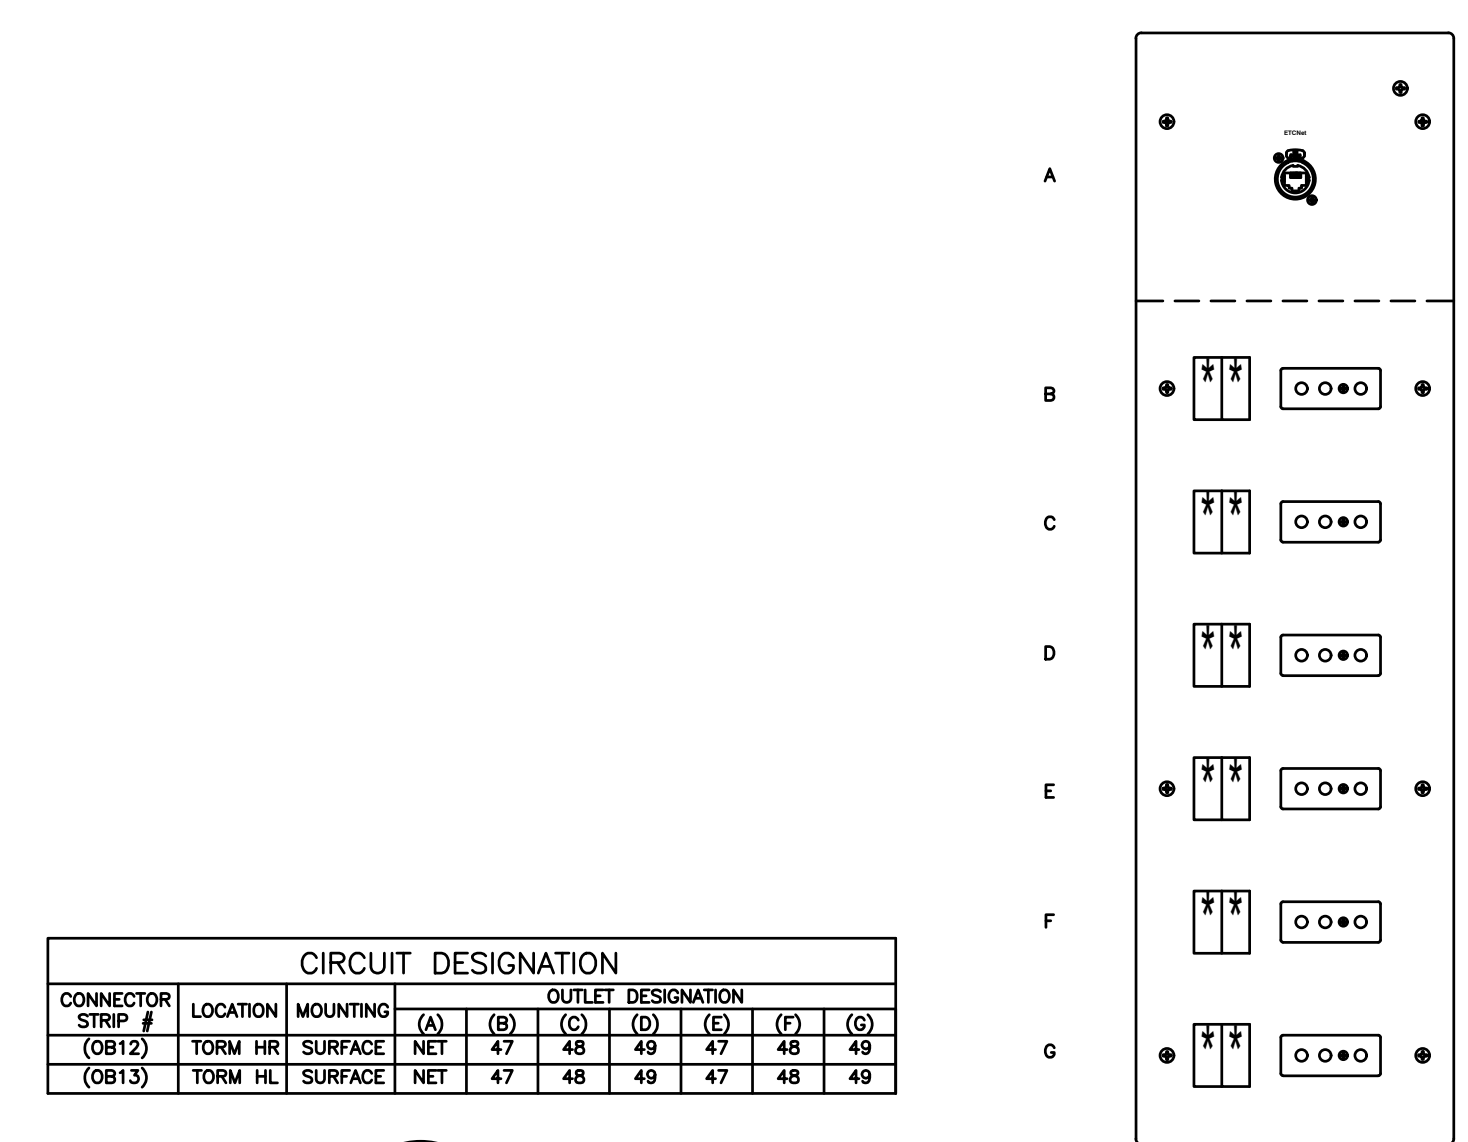 ETCNet
A
B
C
D
E
F
G
CIRCUIT DESIGNATION
CONNECTOR STRIP # LOCATION MOUNTING OUTLET DESIGNATION
(A) (B) (C) (D) (E) (F) (G)
(OB12) TORM HR SURFACE NET 47 48 49 47 48 49
(OB13) TORM HL SURFACE NET 47 48 49 47 48 49